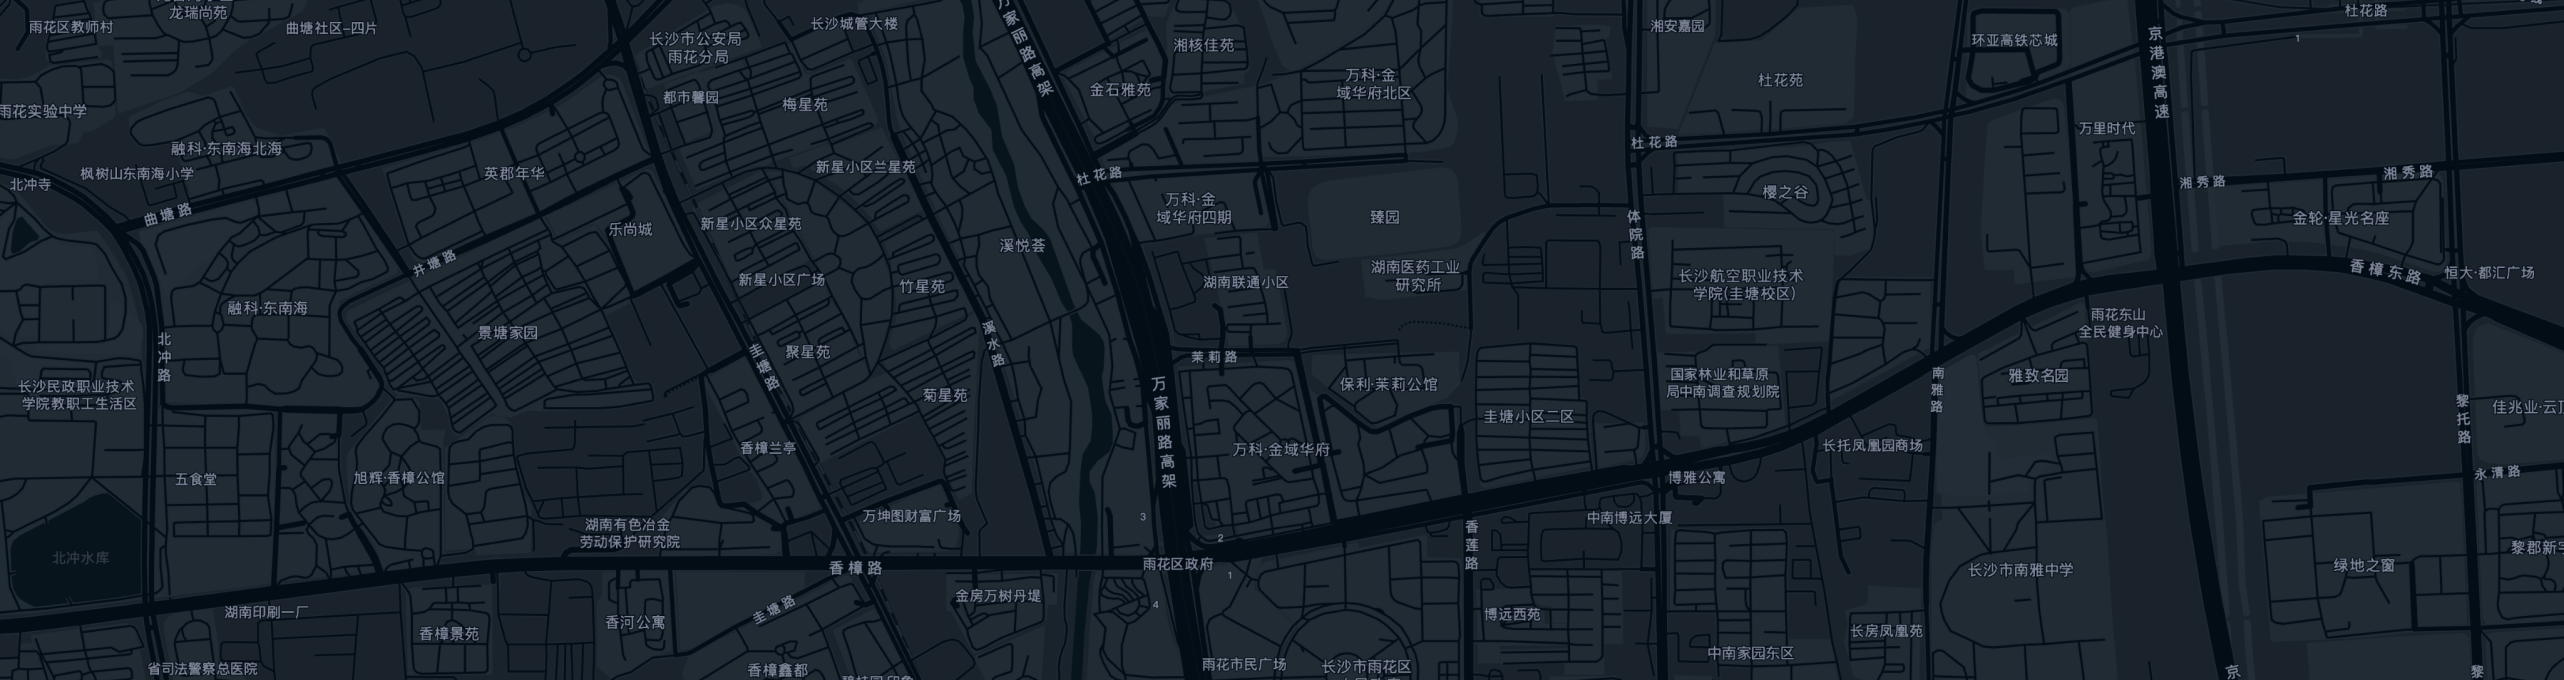 龙瑞尚苑
雨花区教师村
曲塘社区-四片
长沙市公安局
雨花分局
长沙城管大楼
万家丽路高架
湘核佳苑
湘安嘉园
环亚高铁芯城
京港澳高速
杜花路
1
雨花实验中学
都市馨园
梅星苑
金石雅苑
万科·金
域华府北区
杜花苑
万里时代
融科·东南海北海
枫树山东南海小学
北冲寺
英郡年华
新星小区兰星苑
杜花路
杜花路
曲塘路
乐尚城
新星小区众星苑
溪悦荟
万科·金
域华府四期
臻园
体院路
樱之谷
湘秀路
湘秀路
金轮·星光名座
井塘路
新星小区广场
竹星苑
湖南联通小区
湖南医药工业
研究所
长沙航空职业技术
学院(圭塘校区)
香樟东路
恒大·都汇广场
融科·东南海
景塘家园
北冲路
圭塘路
聚星苑
溪水路
茉莉路
雨花东山
全民健身中心
长沙民政职业技术
学院教职工生活区
菊星苑
万家丽路高架
保利·茉莉公馆
圭塘小区二区
国家林业和草原
局中南调查规划院
南雅路
雅致名园
黎托路
佳兆业·云顶
五食堂
旭辉·香樟公馆
香樟兰亭
万科·金域华府
博雅公寓
长托凤凰园商场
永清路
北冲水库
湖南有色冶金
劳动保护研究院
万坤图财富广场
3
2
香莲路
中南博远大厦
香樟路
雨花区政府
1
4
长沙市南雅中学
绿地之窗
黎郡新宇
湖南印刷一厂
香樟景苑
香河公寓
圭塘路
金房万树丹堤
博远西苑
长房凤凰苑
省司法警察总医院
香樟鑫都
雨花市民广场
长沙市雨花区
中南家园东区
京
黎